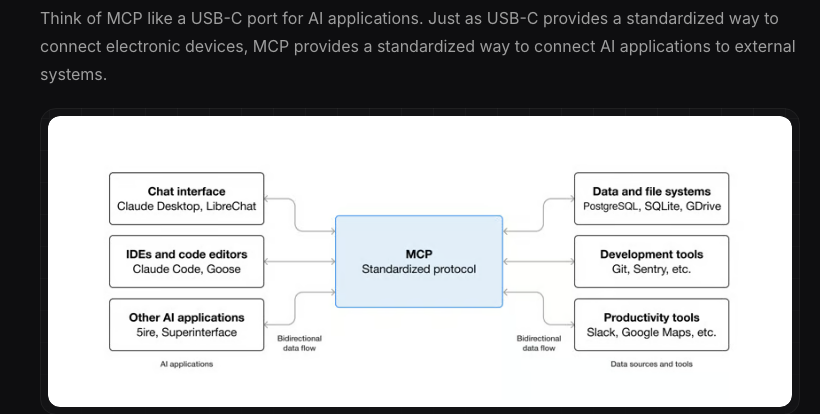 Think of MCP like a USB-C port for AI applications. Just as USB-C provides a standardized way to
connect electronic devices, MCP provides a standardized way to connect AI applications to external
systems.
Chat interface
Claude Desktop, LibreChat
IDEs and code editors
Claude Code, Goose
Other AI applications
5ire, Superinterface
Bidirectional
data flow
AI applications
MCP
Standardized protocol
Data and file systems
PostgreSQL, SQLite, GDrive
Development tools
Git, Sentry, etc.
Productivity tools
Slack, Google Maps, etc.
Bidirectional
data flow
Data sources and tools